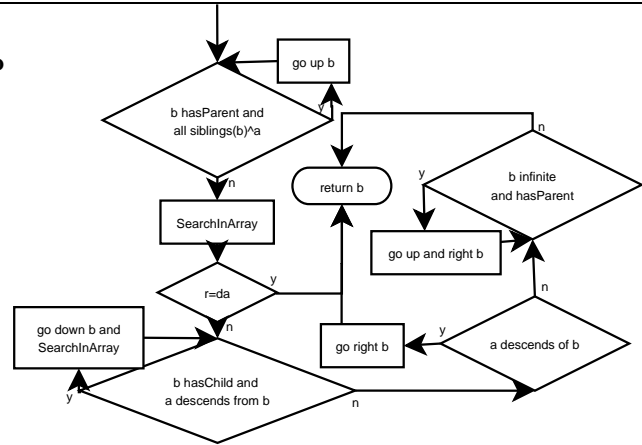 go up b
y
b hasParent and
all siblings(b)^a
n
n
return b
y
b infinite
and hasParent
SearchInArray
go up and right b
r=da
y
n
n
go down b and
SearchInArray
go right b
y
a descends of b
b hasChild and
a descends from b
y
n